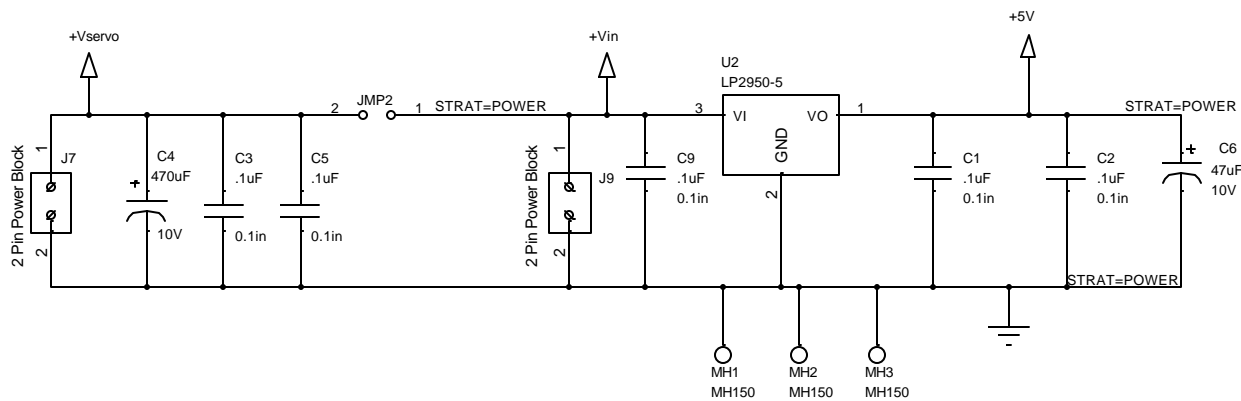 +Vservo
+Vin
+5V
U2
LP2950-5
JMP2
2
1
STRAT=POWER
3
VI
VO
GND
1
2
STRAT=POWER
2 Pin Power Block
1
2
J7
C4
470uF
+
10V
C3
.1uF
0.1in
C5
.1uF
0.1in
2 Pin Power Block
1
2
J9
C9
.1uF
0.1in
C1
.1uF
0.1in
C2
.1uF
0.1in
+
C6
47uF
10V
STRAT=POWER
MH1
MH150
MH2
MH150
MH3
MH150